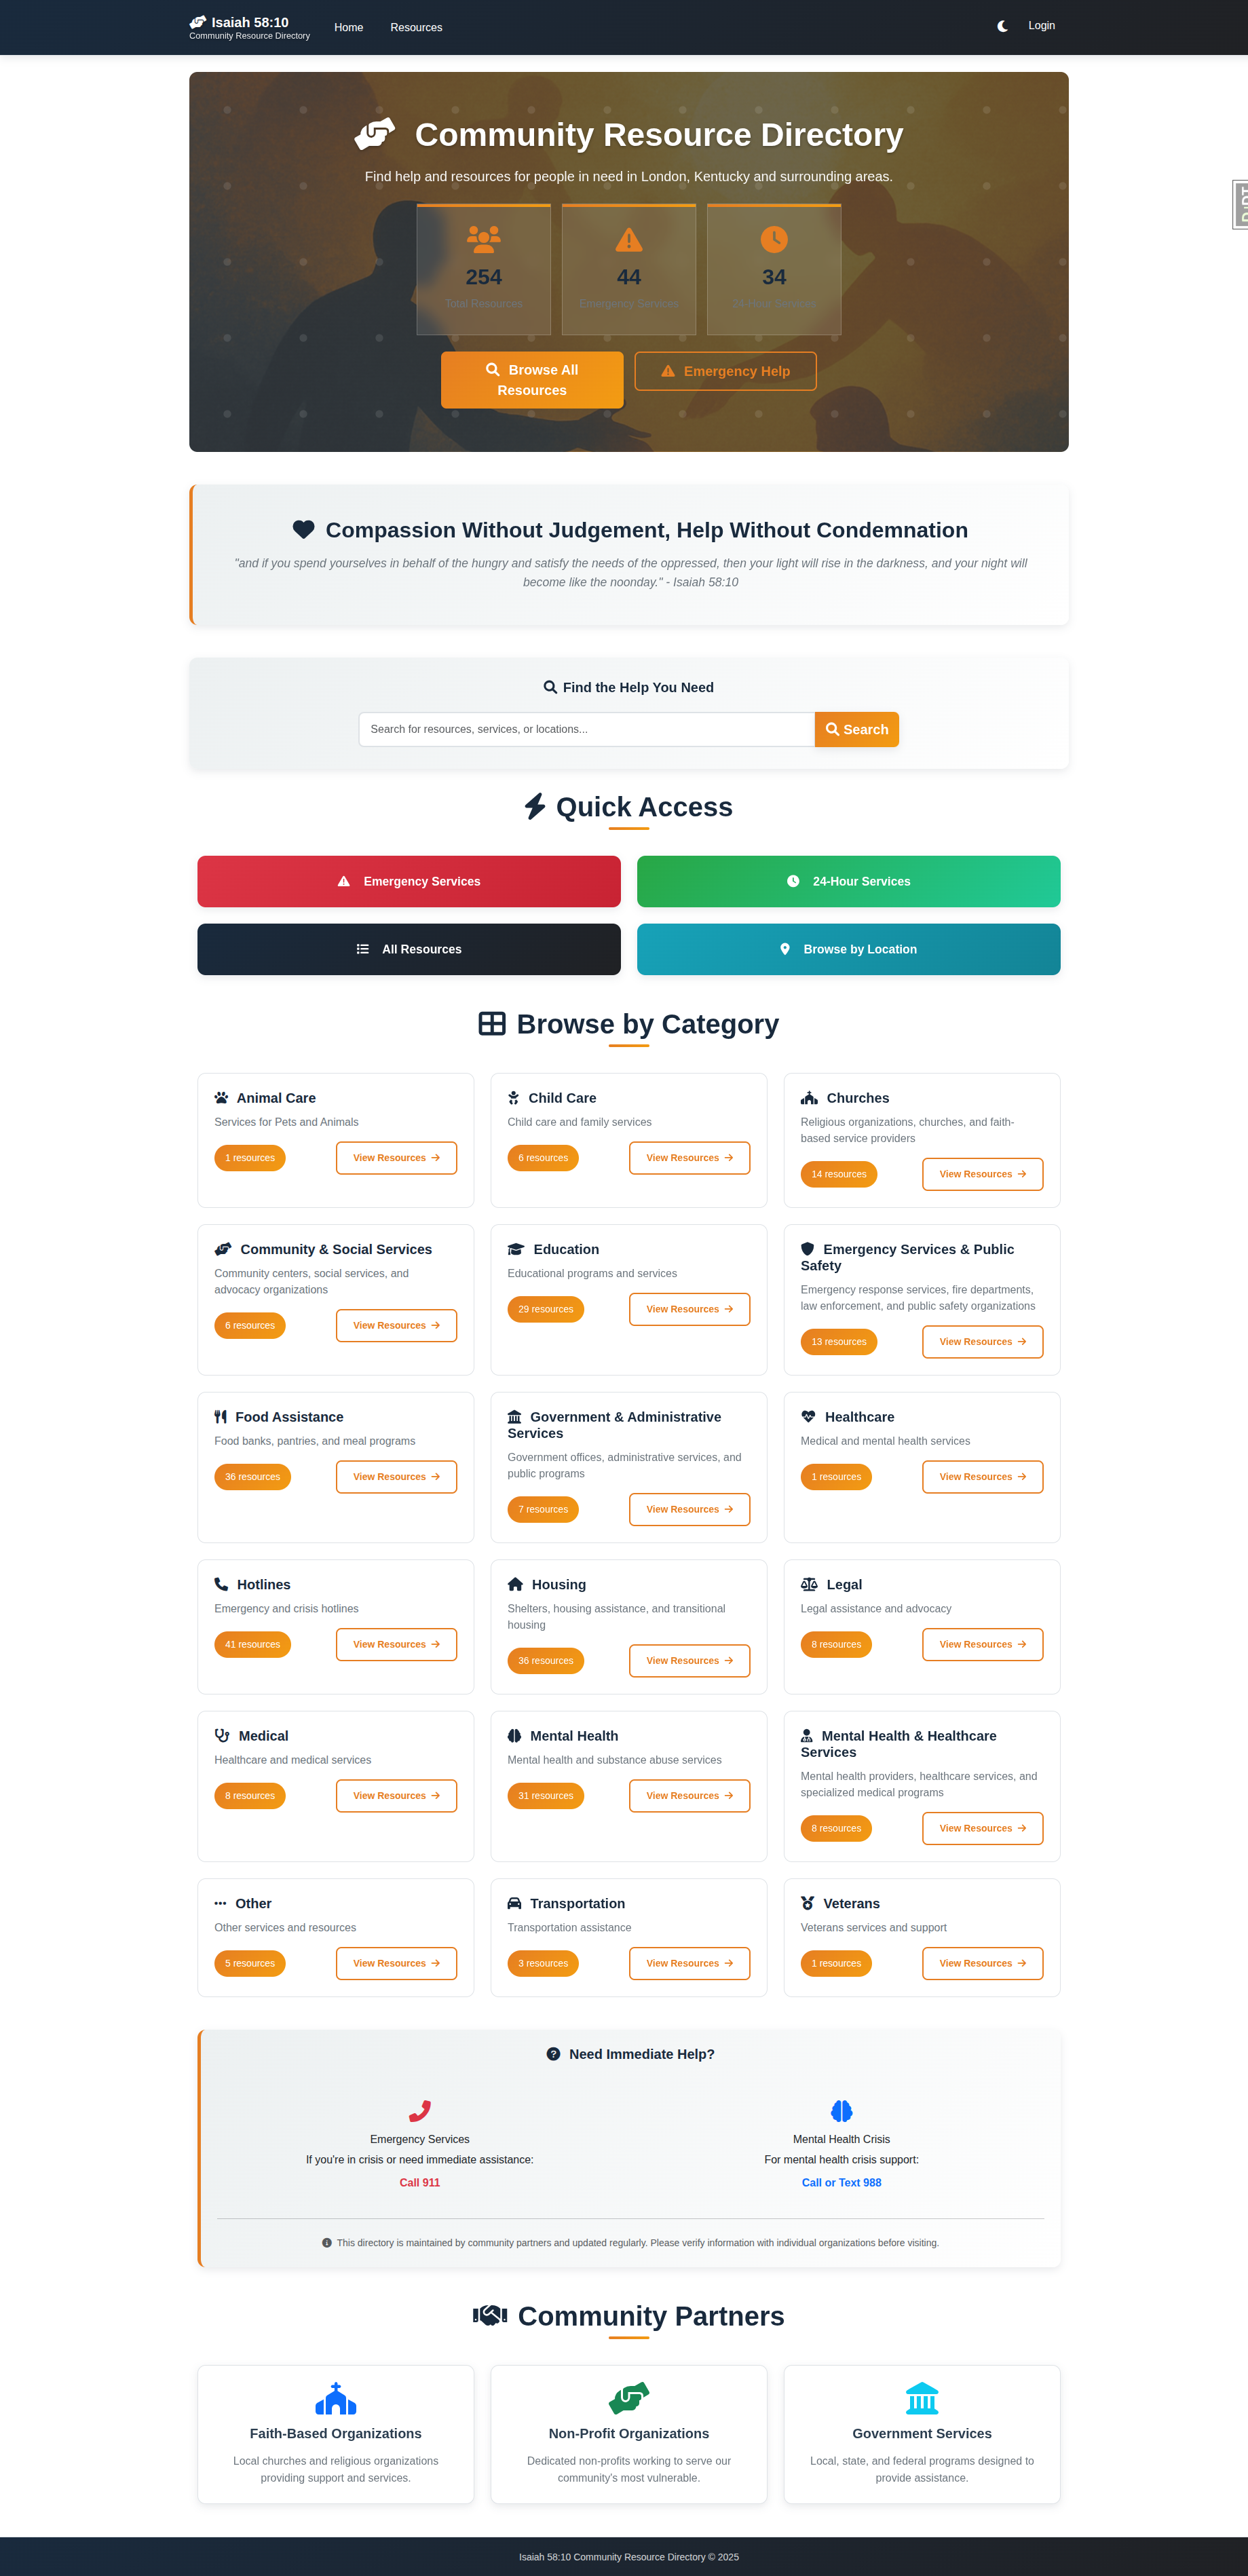 Isaiah 58:10
Community Resource Directory
Home
Resources
Login
DjDT
Community Resource Directory
Find help and resources for people in need in London, Kentucky and surrounding areas.
254
Total Resources
44
Emergency Services
34
24-Hour Services
Browse All
Resources
Emergency Help
Compassion Without Judgement, Help Without Condemnation
"and if you spend yourselves in behalf of the hungry and satisfy the needs of the oppressed, then your light will rise in the darkness, and your night will
become like the noonday." - Isaiah 58:10
Find the Help You Need
Search for resources, services, or locations...
Search
Quick Access
Emergency Services
24-Hour Services
All Resources
Browse by Location
Browse by Category
Animal Care
Services for Pets and Animals
1 resources
View Resources
Child Care
Child care and family services
6 resources
View Resources
Churches
Religious organizations, churches, and faith-
based service providers
14 resources
View Resources
Community & Social Services
Community centers, social services, and
advocacy organizations
6 resources
View Resources
Education
Educational programs and services
29 resources
View Resources
Emergency Services & Public
Safety
Emergency response services, fire departments,
law enforcement, and public safety organizations
13 resources
View Resources
Food Assistance
Food banks, pantries, and meal programs
36 resources
View Resources
Government & Administrative
Services
Government offices, administrative services, and
public programs
7 resources
View Resources
Healthcare
Medical and mental health services
1 resources
View Resources
Hotlines
Emergency and crisis hotlines
41 resources
View Resources
Housing
Shelters, housing assistance, and transitional
housing
36 resources
View Resources
Legal
Legal assistance and advocacy
8 resources
View Resources
Medical
Healthcare and medical services
8 resources
View Resources
Mental Health
Mental health and substance abuse services
31 resources
View Resources
Mental Health & Healthcare
Services
Mental health providers, healthcare services, and
specialized medical programs
8 resources
View Resources
Other
Other services and resources
5 resources
View Resources
Transportation
Transportation assistance
3 resources
View Resources
Veterans
Veterans services and support
1 resources
View Resources
Need Immediate Help?
Emergency Services
If you're in crisis or need immediate assistance:
Call 911
Mental Health Crisis
For mental health crisis support:
Call or Text 988
This directory is maintained by community partners and updated regularly. Please verify information with individual organizations before visiting.
Community Partners
Faith-Based Organizations
Local churches and religious organizations
providing support and services.
Non-Profit Organizations
Dedicated non-profits working to serve our
community's most vulnerable.
Government Services
Local, state, and federal programs designed to
provide assistance.
Isaiah 58:10 Community Resource Directory © 2025